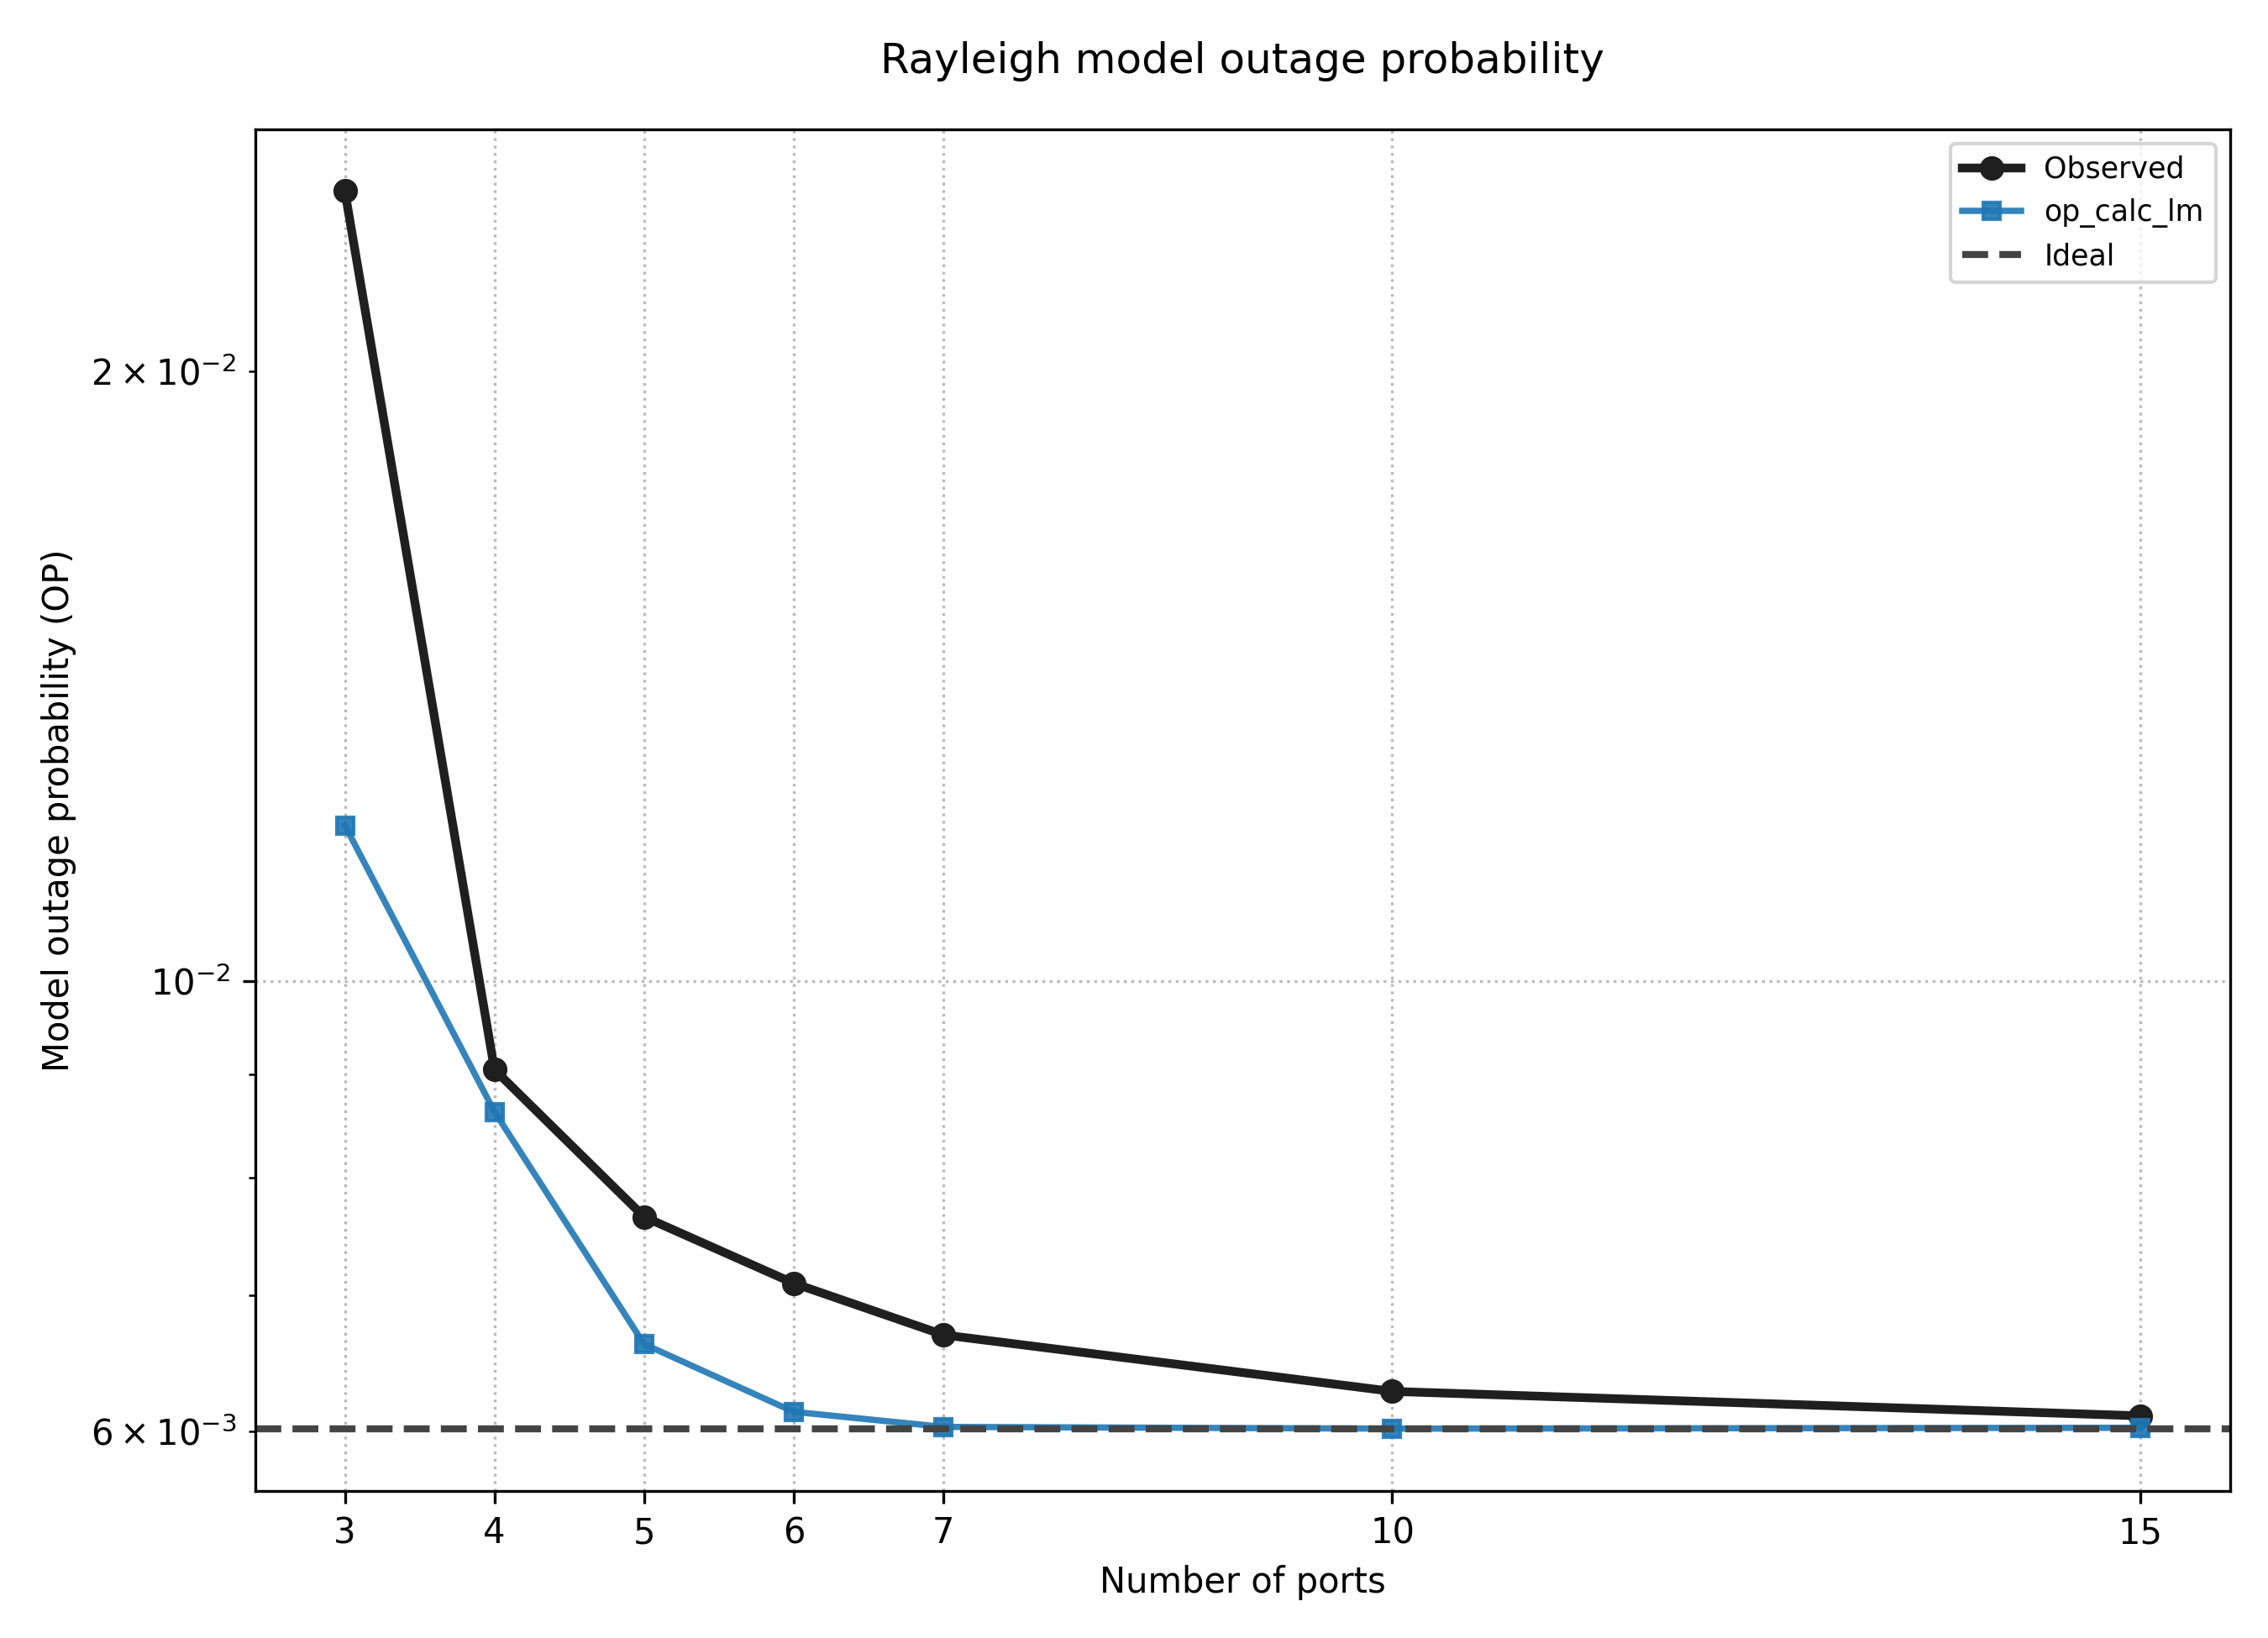 Rayleigh model outage probability
Observed
op_calc_lm
Ideal
Model outage probability (OP)
2 × 10⁻²
10⁻²
6 × 10⁻³
3 4 5 6 7 10 15
Number of ports